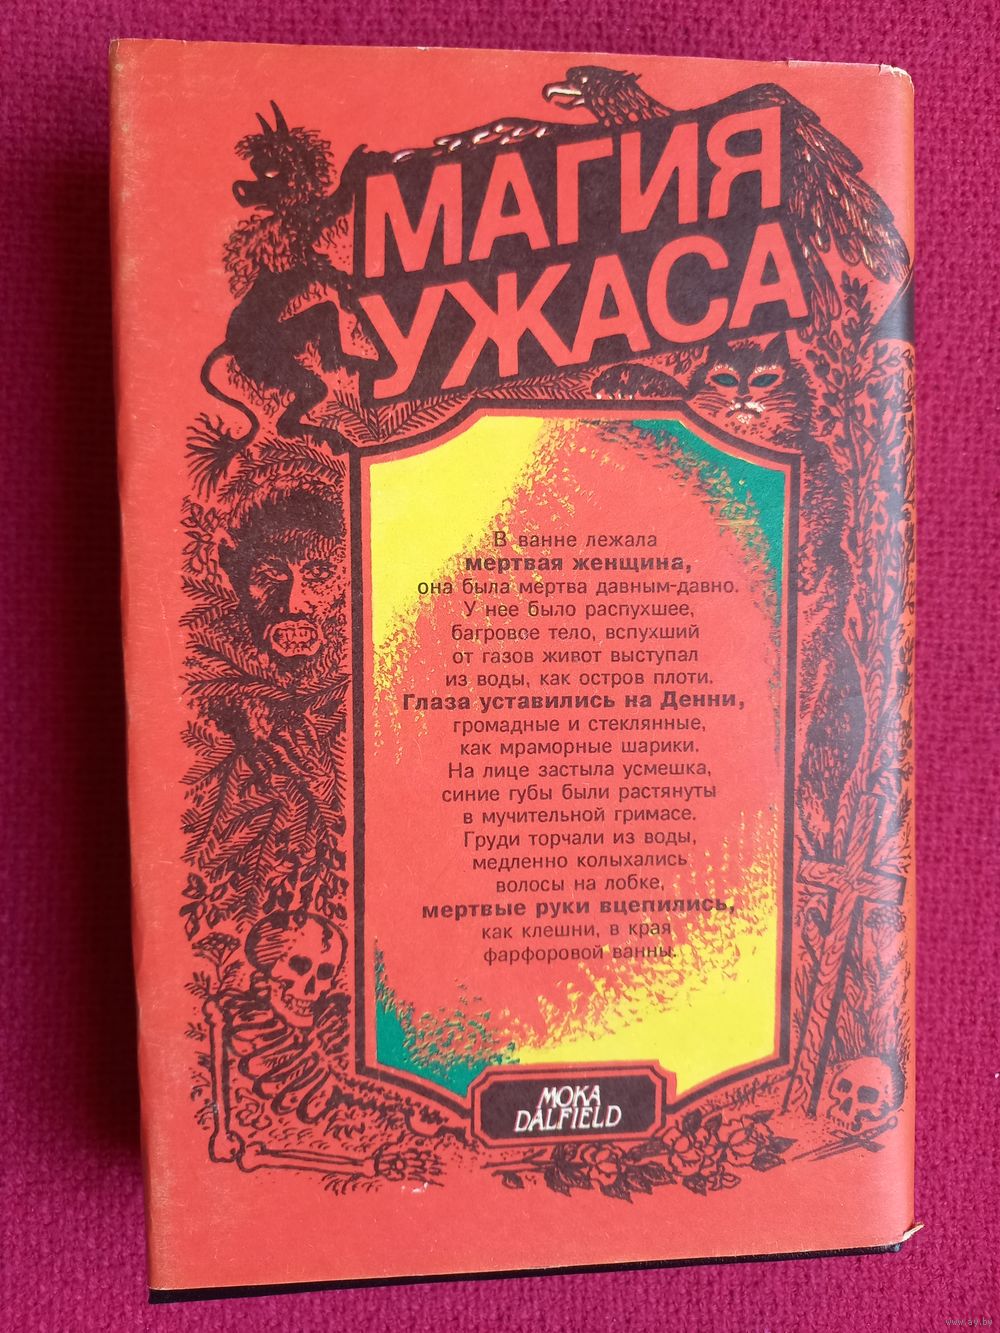 МАГИЯ
УЖАСА
В ванне лежала
мертвая женщина,
она была мертва давным-давно.
У нее было распухшее,
багровое тело, вспухший
от газов живот выступал
из воды, как остров плоти.
Глаза уставились на Денни,
громадные и стеклянные,
как мраморные шарики.
На лице застыла усмешка,
синие губы были растянуты
в мучительной гримасе.
Груди торчали из воды,
медленно колыхались
волосы на лобке,
мертвые руки вцепились,
как клешни, в края
фарфоровой ванны.
MOKA
DALFIELD
www.ay.by